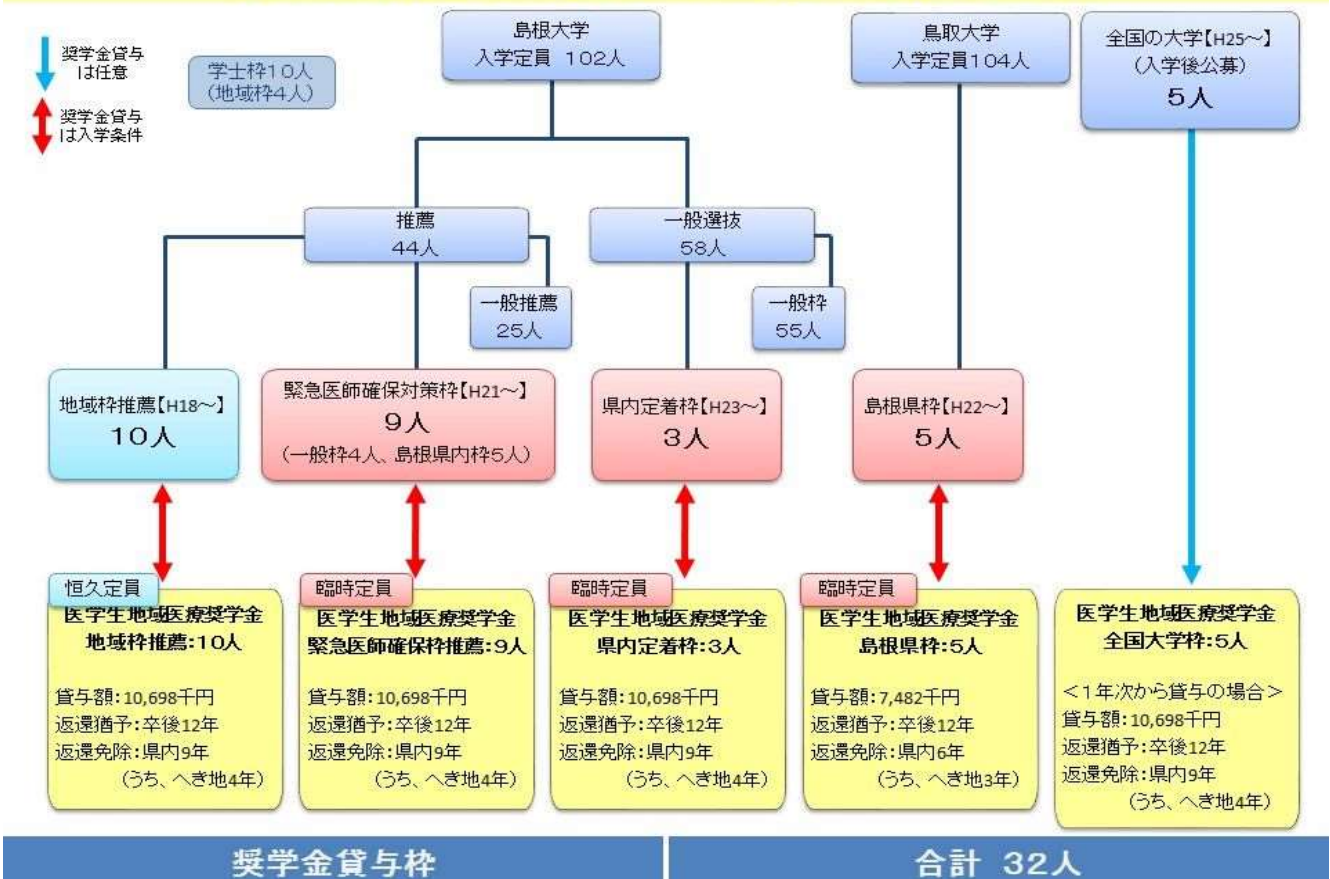 奨学金貸与
は任意
奨学金貸与
は入学条件
学士枠10人
(地域枠4人)
島根大学
入学定員 102人
鳥取大学
入学定員104人
全国の大学【H25~】
(入学後公募)
5人
推薦
44人
一般選抜
58人
一般推薦
25人
一般枠
55人
地域枠推薦【H18~】
10人
緊急医師確保対策枠【H21~】
9人
(一般枠4人、島根県内枠5人)
県内定着枠【H23~】
3人
島根県枠【H22~】
5人
恒久定員
医学生地域医療奨学金
地域枠推薦:10人
貸与額:10,698千円
返還猶予:卒後12年
返還免除:県内9年
(うち、へき地4年)
臨時定員
医学生地域医療奨学金
緊急医師確保枠推薦:9人
貸与額:10,698千円
返還猶予:卒後12年
返還免除:県内9年
(うち、へき地4年)
臨時定員
医学生地域医療奨学金
県内定着枠:3人
貸与額:10,698千円
返還猶予:卒後12年
返還免除:県内9年
(うち、へき地4年)
臨時定員
医学生地域医療奨学金
島根県枠:5人
貸与額:7,482千円
返還猶予:卒後12年
返還免除:県内6年
(うち、へき地3年)
医学生地域医療奨学金
全国大学枠:5人
<1年次から貸与の場合>
貸与額:10,698千円
返還猶予:卒後12年
返還免除:県内9年
(うち、へき地4年)
奨学金貸与枠
合計 32人